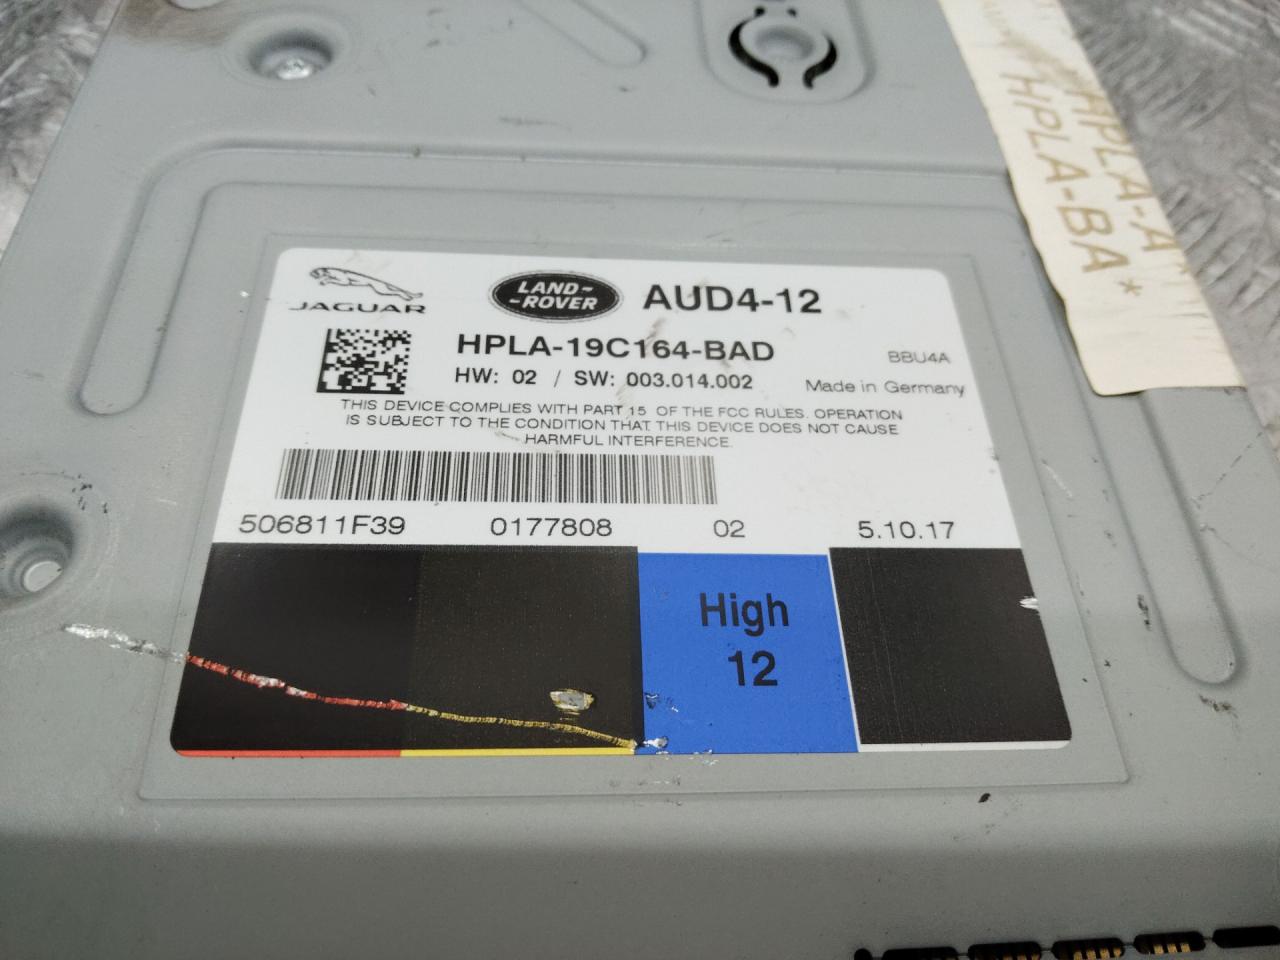 HPLA-A
HPLA-BA *
JAGUAR
LAND-
-ROVER
AUD4-12
HPLA-19C164-BAD
BBU4A
HW: 02 / SW: 003.014.002
Made in Germany
THIS DEVICE COMPLIES WITH PART 15 OF THE FCC RULES. OPERATION
IS SUBJECT TO THE CONDITION THAT THIS DEVICE DOES NOT CAUSE
HARMFUL INTERFERENCE.
506811F39 0177808 02 5.10.17
High
12